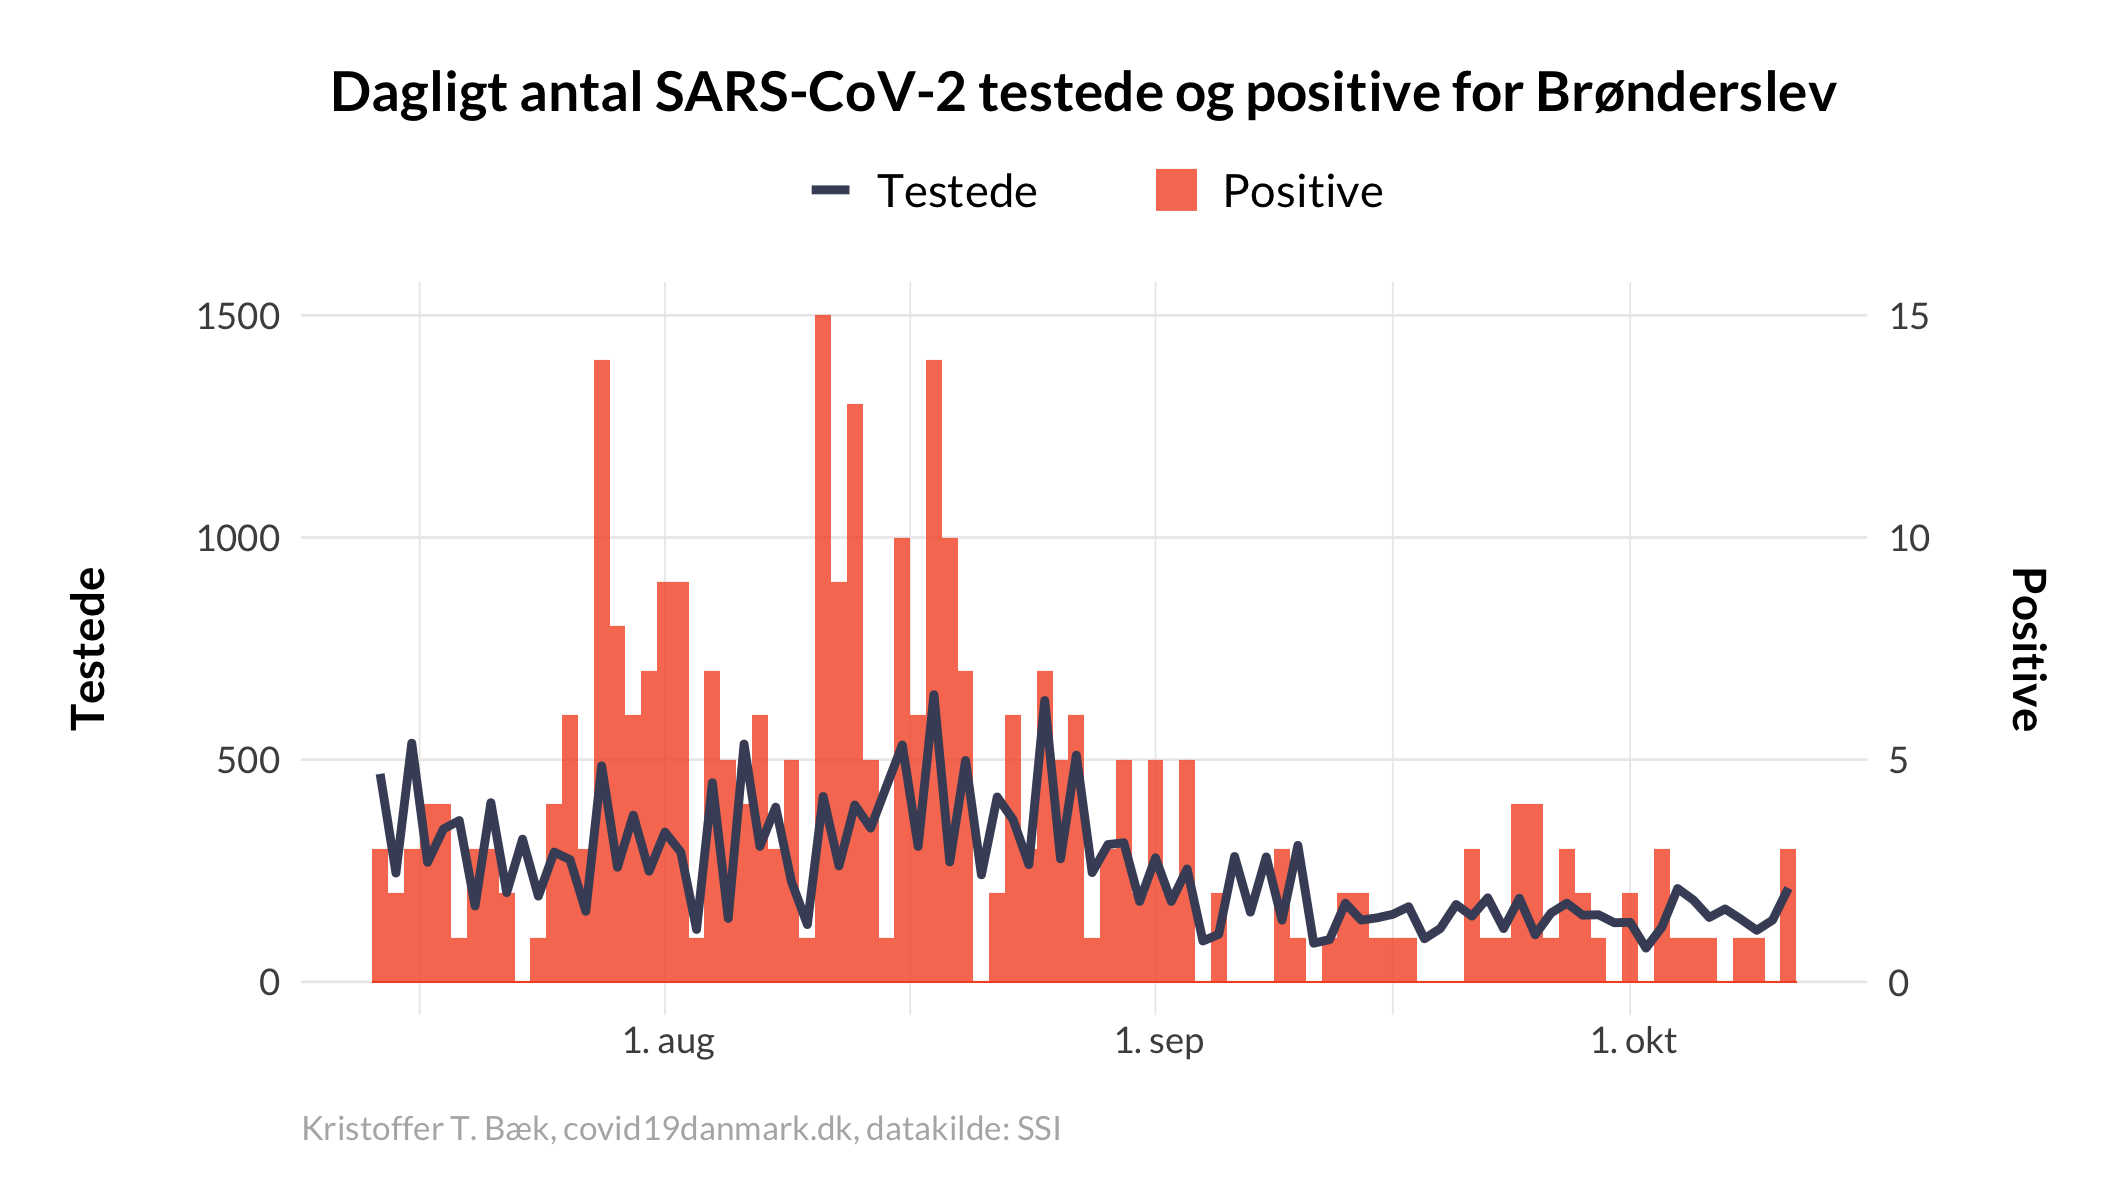 Dagligt antal SARS-CoV-2 testede og positive for Brønderslev
Testede
Positive
1500
1000
500
0
15
10
5
0
Testede
Positive
1. aug
1. sep
1. okt
Kristoffer T. Bæk, covid19danmark.dk, datakilde: SSI